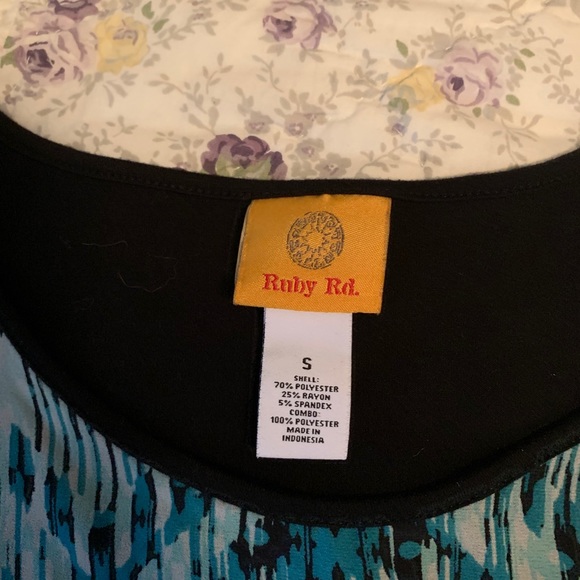 Ruby Rd.
S
SHELL:
70% POLYESTER
25% RAYON
5% SPANDEX
COMBO:
100% POLYESTER
MADE IN
INDONESIA